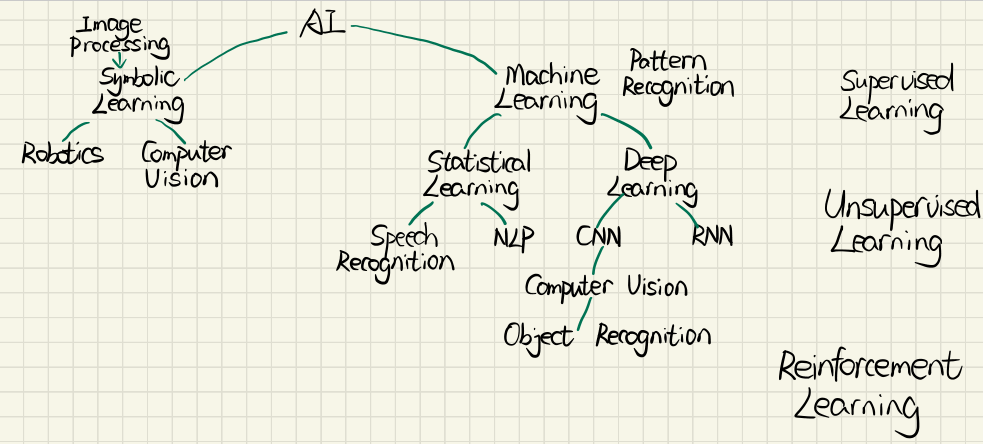 AI
Image
Processing
Symbolic
Learning
Robotics
Computer
Vision
Machine
Learning
Pattern
Recognition
Statistical
Learning
Speech
Recognition
NLP
Deep
Learning
CNN
RNN
Computer Vision
Object Recognition
Supervised
Learning
Unsupervised
Learning
Reinforcement
Learning